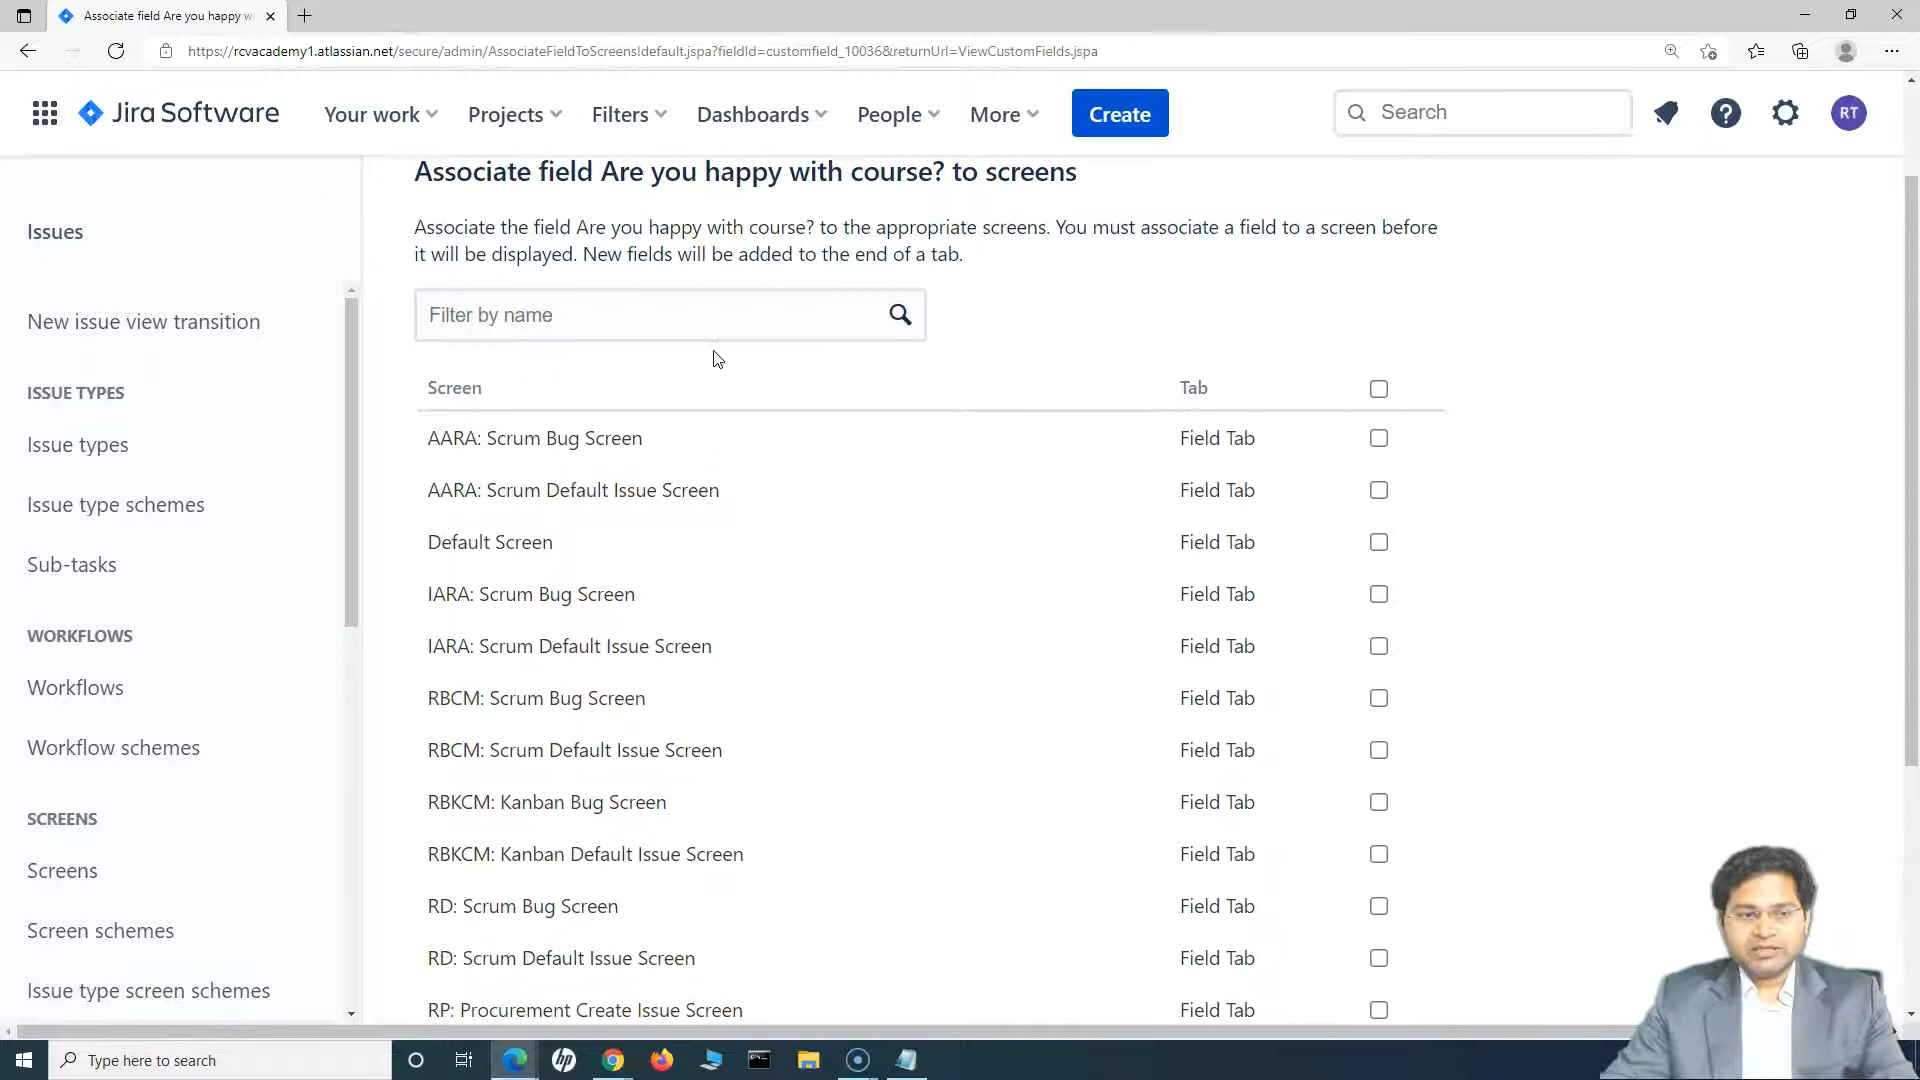 Associate field Are you happy w
https://rcvacademy1.atlassian.net/secure/admin/AssociateFieldToScreens!default.jspa?fieldId=customfield_10036&returnUrl=ViewCustomFields.jspa
Jira Software
Your work
Projects
Filters
Dashboards
People
More
Create
Search
RT
Issues
New issue view transition
ISSUE TYPES
Issue types
Issue type schemes
Sub-tasks
WORKFLOWS
Workflows
Workflow schemes
SCREENS
Screens
Screen schemes
Issue type screen schemes
Associate field Are you happy with course? to screens
Associate the field Are you happy with course? to the appropriate screens. You must associate a field to a screen before
it will be displayed. New fields will be added to the end of a tab.
Filter by name
Screen Tab
AARA: Scrum Bug Screen Field Tab
AARA: Scrum Default Issue Screen Field Tab
Default Screen Field Tab
IARA: Scrum Bug Screen Field Tab
IARA: Scrum Default Issue Screen Field Tab
RBCM: Scrum Bug Screen Field Tab
RBCM: Scrum Default Issue Screen Field Tab
RBKCM: Kanban Bug Screen Field Tab
RBKCM: Kanban Default Issue Screen Field Tab
RD: Scrum Bug Screen Field Tab
RD: Scrum Default Issue Screen Field Tab
RP: Procurement Create Issue Screen Field Tab
Type here to search
hp